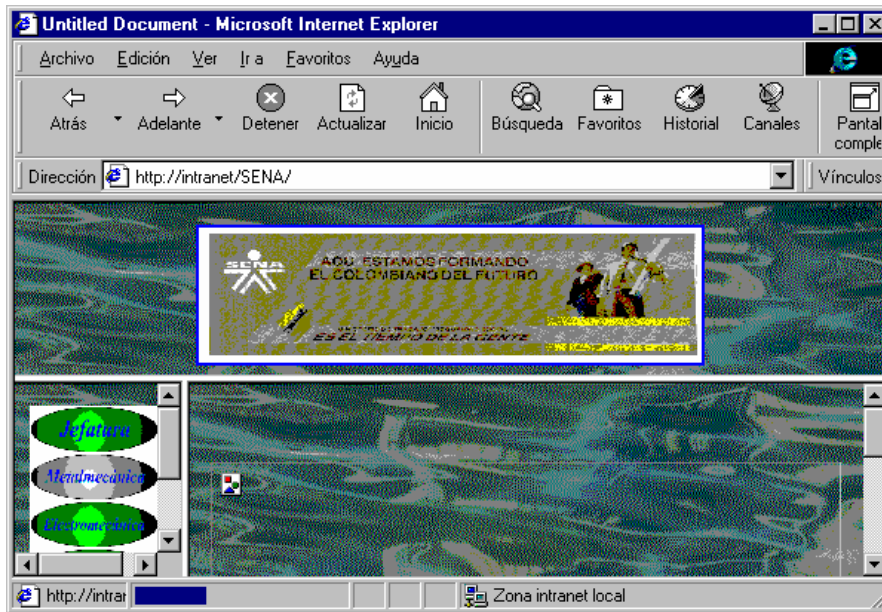 Untitled Document - Microsoft Internet Explorer
Archivo Edición Ver Ir a Favoritos Ayuda
Atrás Adelante Detener Actualizar Inicio Búsqueda Favoritos Historial Canales Pantal
comple
Dirección http://intranet/SENA/ Vínculos
SENA
AQUI ESTAMOS FORMANDO
EL COLOMBIANO DEL FUTURO
ES EL TIEMPO DE LA GENTE
Jefatura
Metalmecánica
Electromecánica
http://intrar Zona intranet local